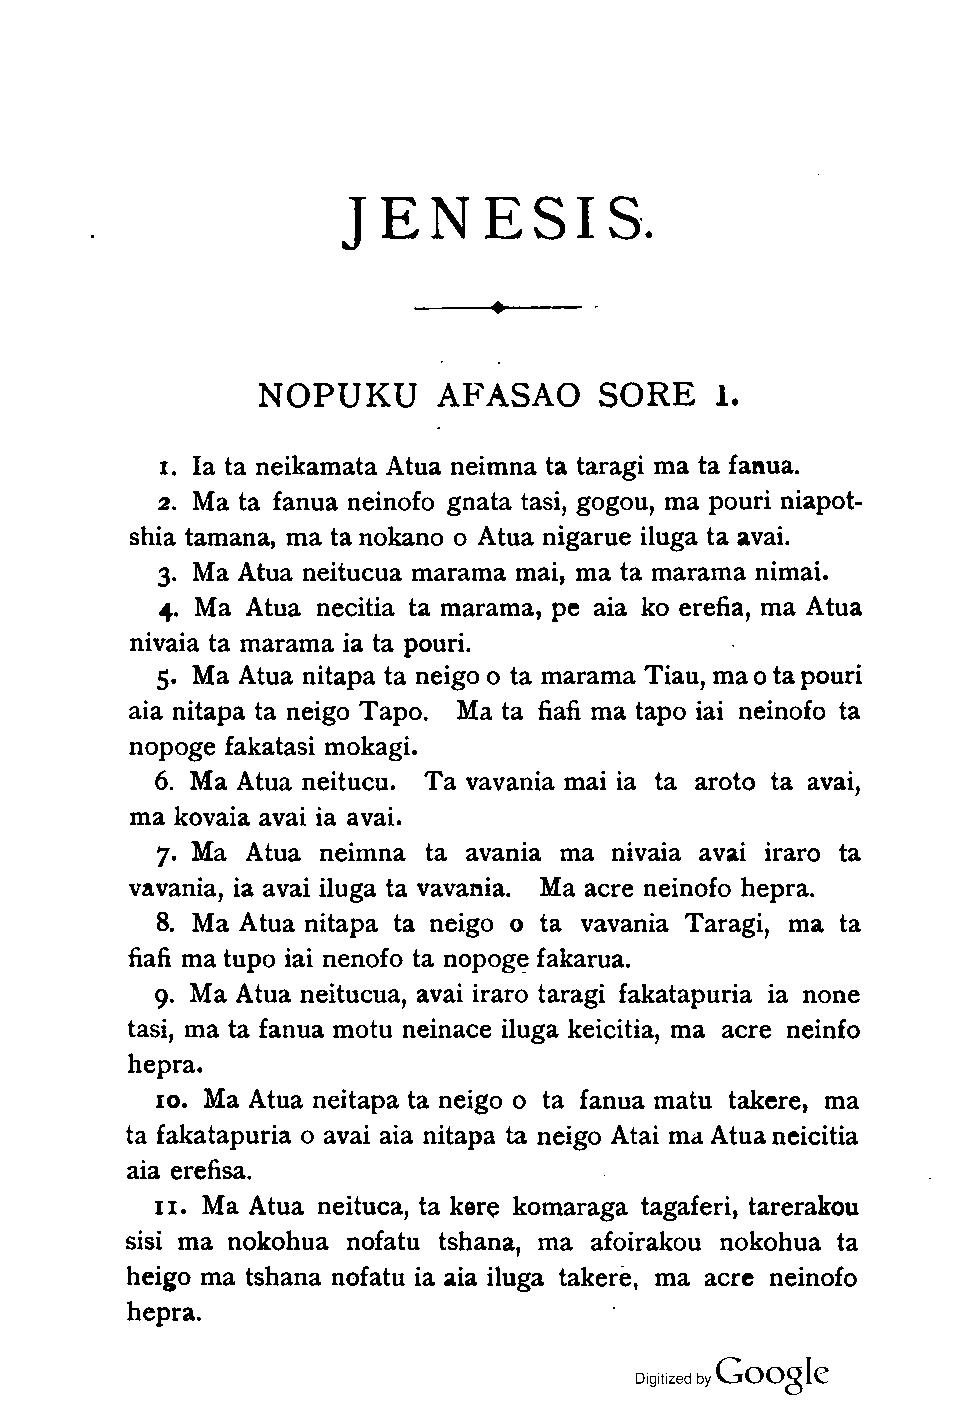 JENESIS.
NOPUKU AFASAO SORE 1.
1. Ia ta neikamata Atua neimna ta taragi ma ta fanua.
2. Ma ta fanua neinofo gnata tasi, gogou, ma pouri niapot-
shia tamana, ma ta nokano o Atua nigarue iluga ta avai.
3. Ma Atua neitucua marama mai, ma ta marama nimai.
4. Ma Atua necitia ta marama, pe aia ko erefia, ma Atua
nivaia ta marama ia ta pouri.
5. Ma Atua nitapa ta neigo o ta marama Tiau, ma o ta pouri
aia nitapa ta neigo Tapo. Ma ta fiafi ma tapo iai neinofo ta
nopoge fakatasi mokagi.
6. Ma Atua neitucu. Ta vavania mai ia ta aroto ta avai,
ma kovaia avai ia avai.
7. Ma Atua neimna ta avania ma nivaia avai iraro ta
vavania, ia avai iluga ta vavania. Ma acre neinofo hepra.
8. Ma Atua nitapa ta neigo o ta vavania Taragi, ma ta
fiafi ma tupo iai nenofo ta nopoge fakarua.
9. Ma Atua neitucua, avai iraro taragi fakatapuria ia none
tasi, ma ta fanua motu neinace iluga keicitia, ma acre neinfo
hepra.
10. Ma Atua neitapa ta neigo o ta fanua matu takere, ma
ta fakatapuria o avai aia nitapa ta neigo Atai ma Atua neicitia
aia erefisa.
11. Ma Atua neituca, ta kere komaraga tagaferi, tarerakou
sisi ma nokohua nofatu tshana, ma afoirakou nokohua ta
heigo ma tshana nofatu ia aia iluga takere, ma acre neinofo
hepra.
Digitized by Google